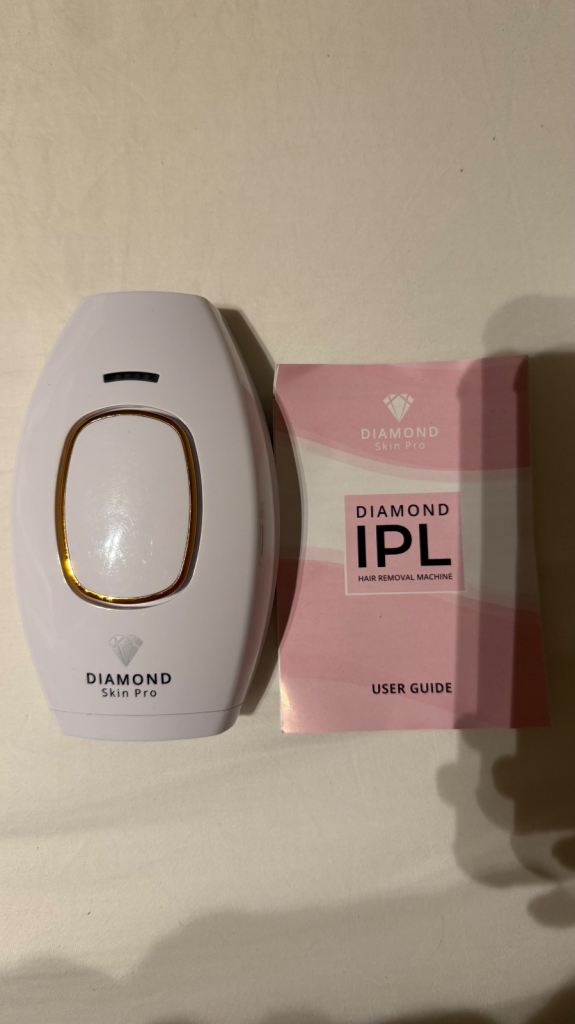 DIAMOND
Skin Pro
DIAMOND
Skin Pro
DIAMOND
IPL
HAIR REMOVAL MACHINE
USER GUIDE